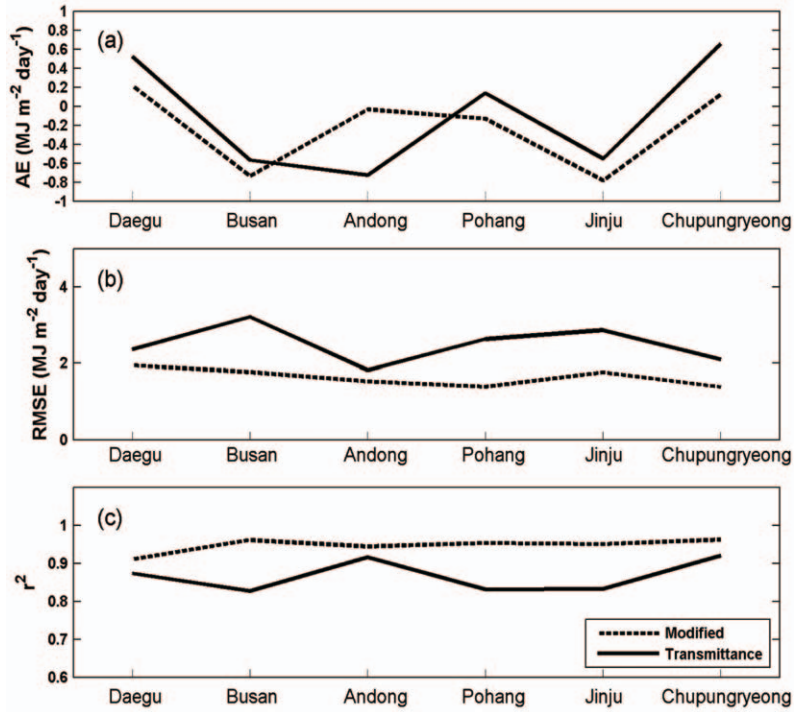 (a)
AE (MJ m⁻² day⁻¹)
1
0.8
0.6
0.4
0.2
0
-0.2
-0.4
-0.6
-0.8
-1
Daegu Busan Andong Pohang Jinju Chupungryeong
(b)
RMSE (MJ m⁻² day⁻¹)
4
2
0
Daegu Busan Andong Pohang Jinju Chupungryeong
(c)
r²
1
0.9
0.8
0.7
0.6
Modified
Transmittance
Daegu Busan Andong Pohang Jinju Chupungryeong